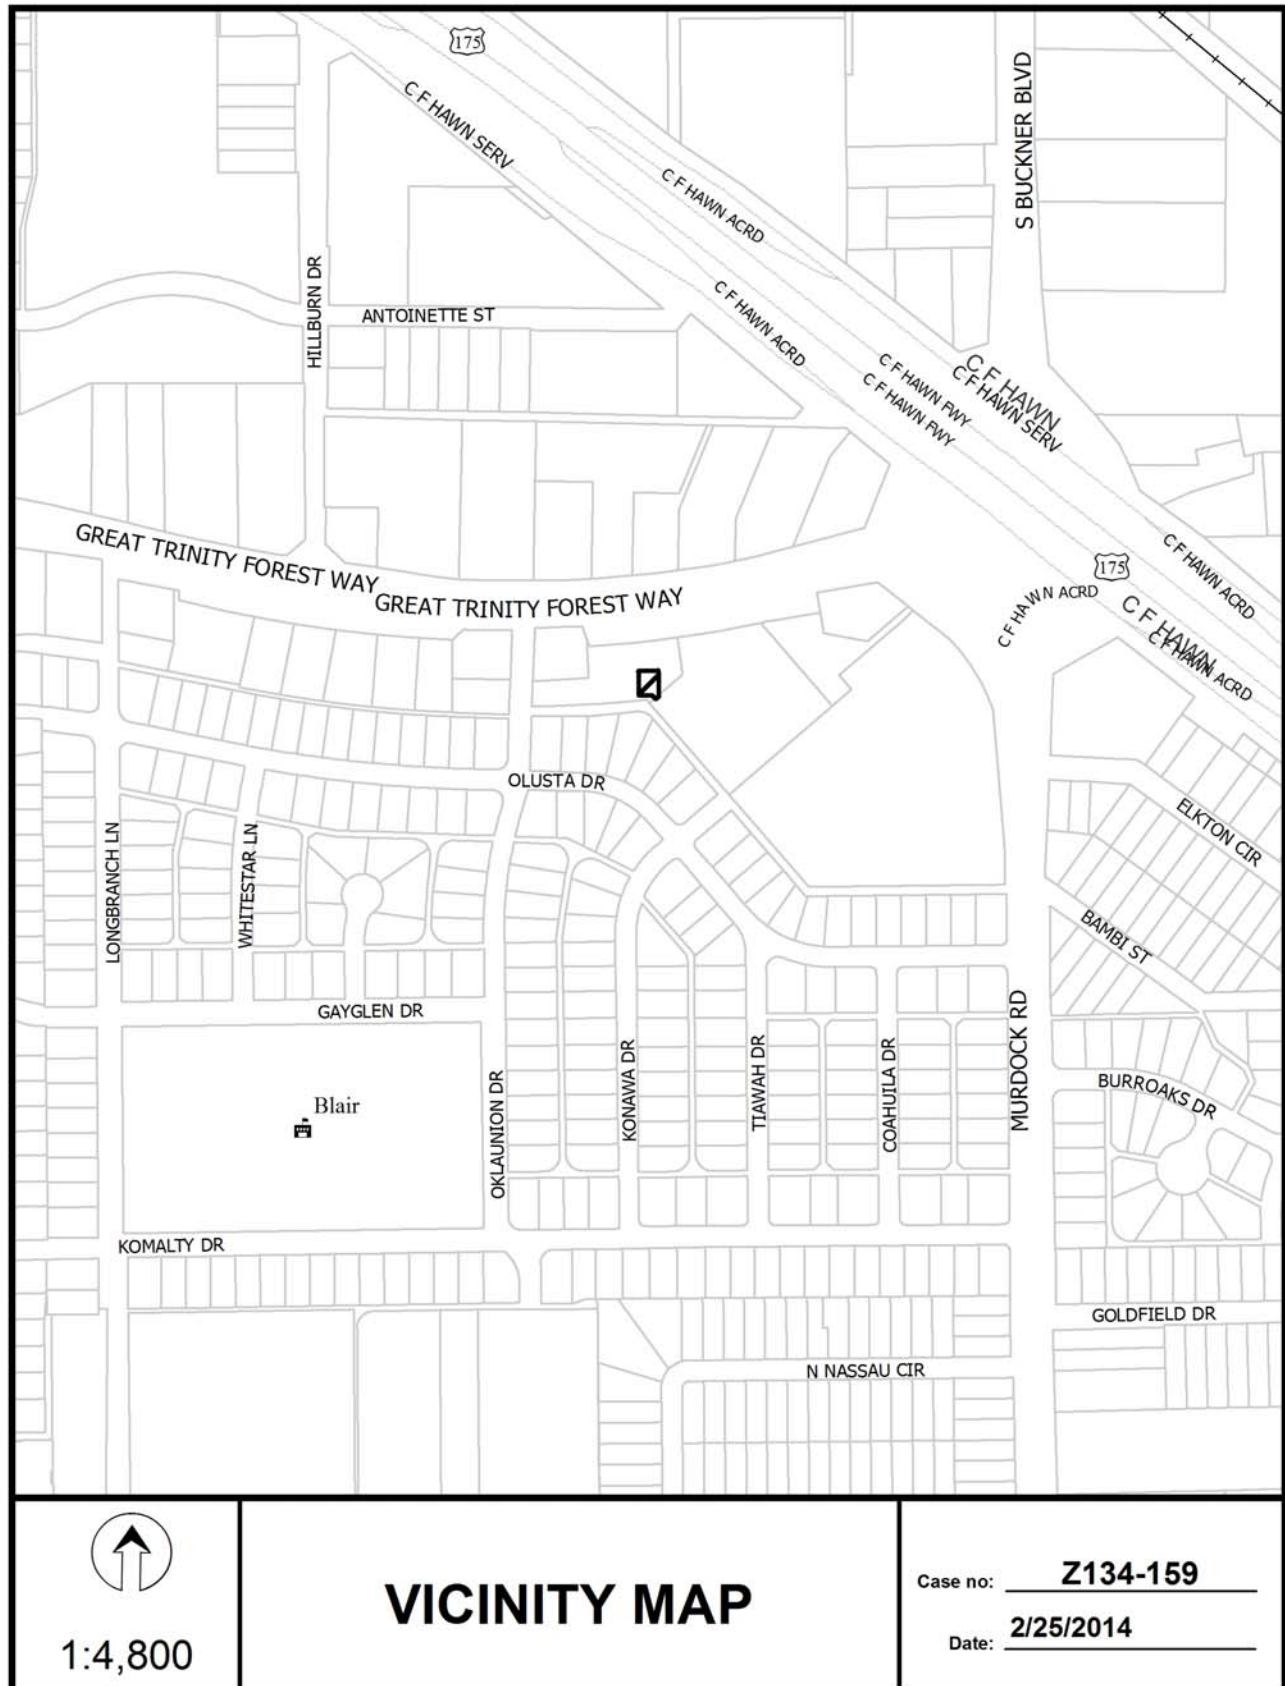 175
S BUCKNER BLVD
C F HAWN SERV
C F HAWN ACRD
HILLBURN DR
ANTOINETTE ST
C F HAWN ACRD
C F HAWN FWY
C F HAWN FWY
C F HAWN
C F HAWN SERV
GREAT TRINITY FOREST WAY
GREAT TRINITY FOREST WAY
175
C F HAWN ACRD
C F HAWN ACRD
C F HAWN
C F HAWN ACRD
OLUSTA DR
ELKTON CIR
LONGBRANCH LN
WHITESTAR LN
BAMBI ST
GAYGLEN DR
MURDOCK RD
Blair
OKLAUNION DR
KONAWA DR
TIAWAH DR
COAHUILA DR
BURROAKS DR
KOMALTY DR
GOLDFIELD DR
N NASSAU CIR
1:4,800
VICINITY MAP
Case no: Z134-159
Date: 2/25/2014